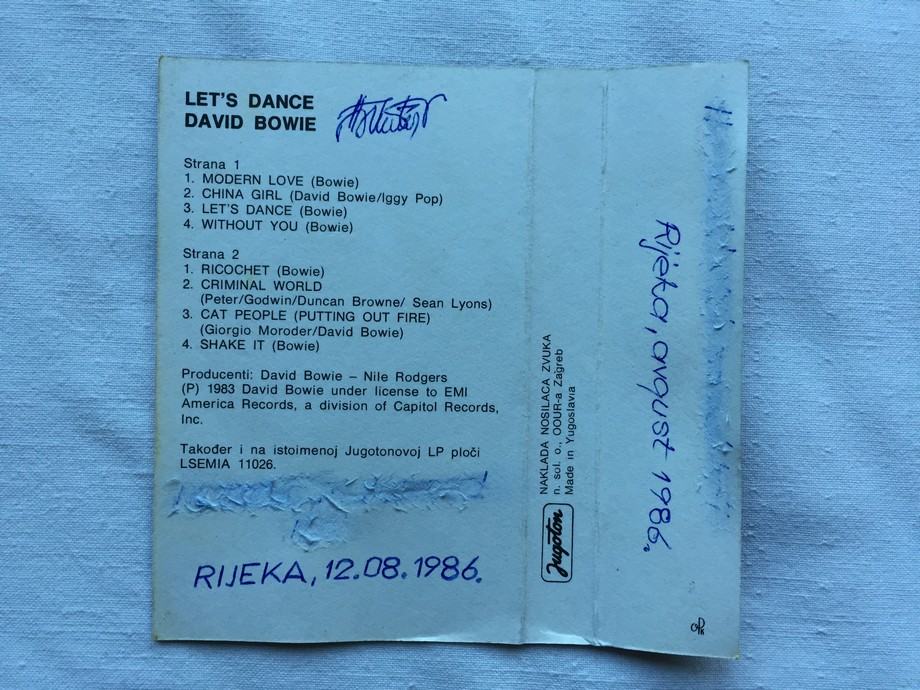 LET'S DANCE
DAVID BOWIE
Strana 1
1. MODERN LOVE (Bowie)
2. CHINA GIRL (David Bowie/Iggy Pop)
3. LET'S DANCE (Bowie)
4. WITHOUT YOU (Bowie)
Strana 2
1. RICOCHET (Bowie)
2. CRIMINAL WORLD
(Peter/Godwin/Duncan Browne/ Sean Lyons)
3. CAT PEOPLE (PUTTING OUT FIRE)
(Giorgio Moroder/David Bowie)
4. SHAKE IT (Bowie)
Producenti: David Bowie – Nile Rodgers
(P) 1983 David Bowie under license to EMI
America Records, a division of Capitol Records,
Inc.
Također i na istoimenoj Jugotonovoj LP ploči
LSEMIA 11026.
RIJEKA, 12.08.1986.
Jugoton
NAKLADA NOSILACA ZVUKA
n. sol. o., OOUR-a Zagreb
Made in Yugoslavia
Rijeka, avgust 1986.